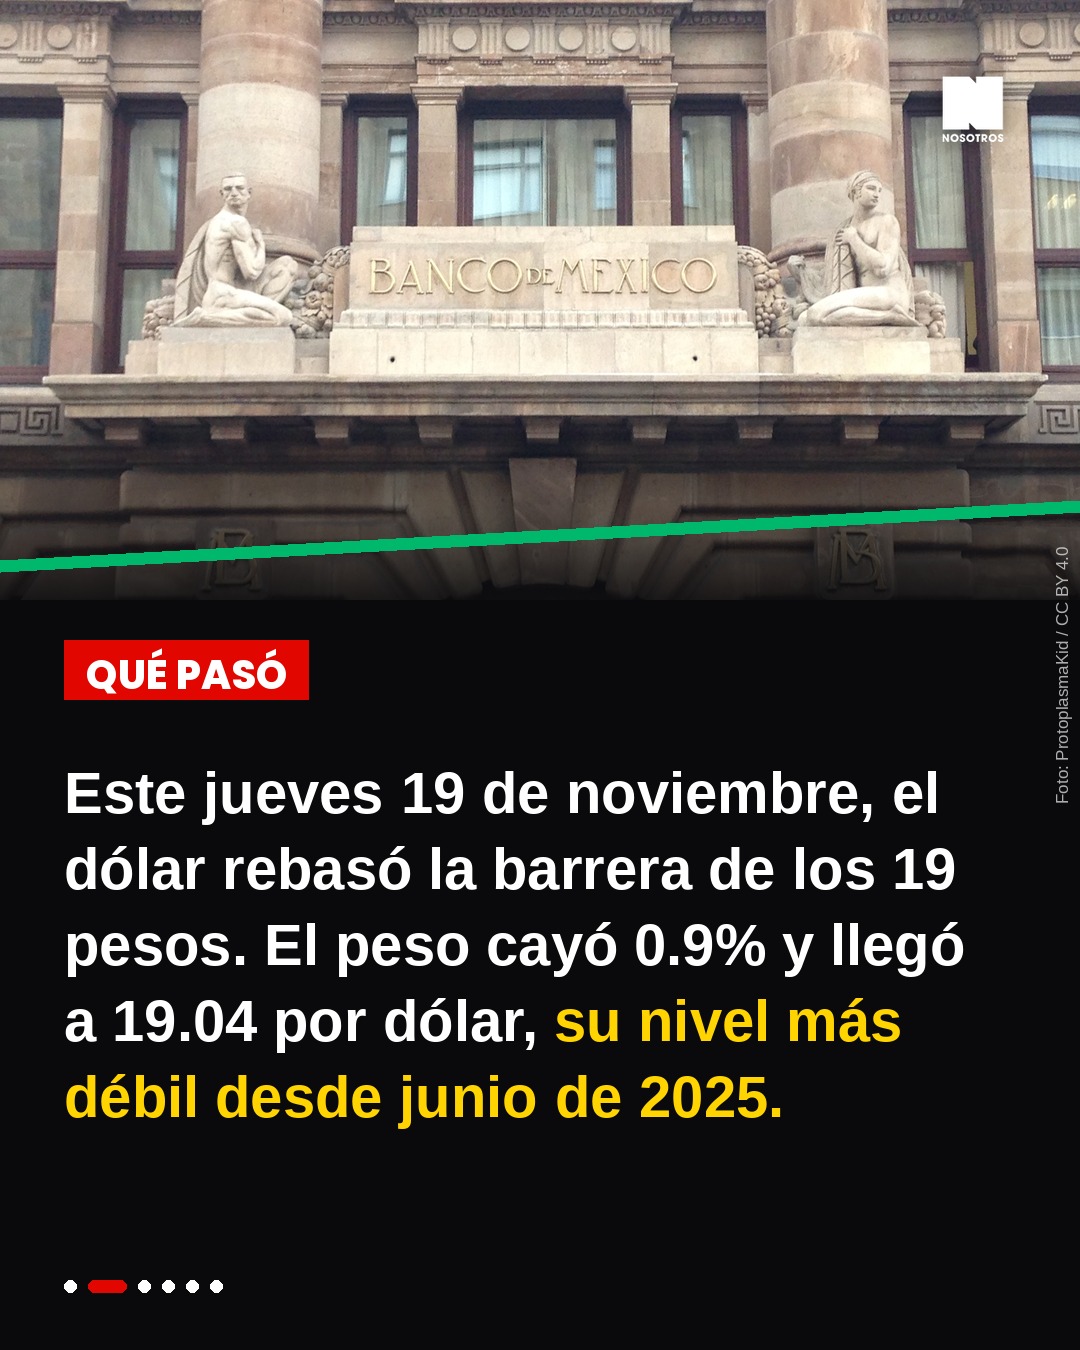 NOSOTROS
BANCO DE MEXICO
Foto: ProtoplasmaKid / CC BY 4.0
QUÉ PASÓ
Este jueves 19 de noviembre, el
dólar rebasó la barrera de los 19
pesos. El peso cayó 0.9% y llegó
a 19.04 por dólar, su nivel más
débil desde junio de 2025.